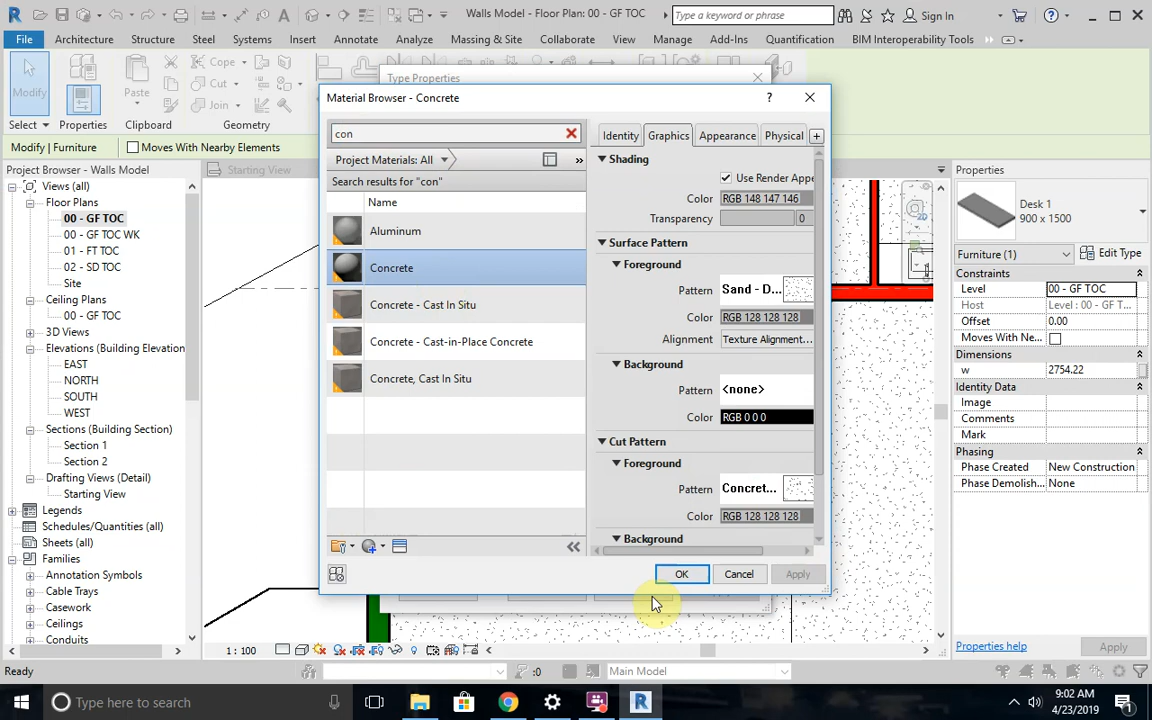 Walls Model - Floor Plan: 00 - GF TOC
Type a keyword or phrase
Sign In
File Architecture Structure Steel Systems Insert Annotate Analyze Massing & Site Collaborate View Manage Add-Ins Quantification BIM Interoperability Tools
Modify
Paste
Cope
Cut
Join
Select Properties Clipboard Geometry
Modify | Furniture
Moves With Nearby Elements
Project Browser - Walls Model
Views (all)
Floor Plans
00 - GF TOC
00 - GF TOC WK
01 - FT TOC
02 - SD TOC
Site
Ceiling Plans
00 - GF TOC
3D Views
Elevations (Building Elevation
EAST
NORTH
SOUTH
WEST
Sections (Building Section)
Section 1
Section 2
Drafting Views (Detail)
Starting View
Legends
Schedules/Quantities (all)
Sheets (all)
Families
Annotation Symbols
Cable Trays
Casework
Ceilings
Conduits
Starting View
Type Properties
Material Browser - Concrete
?
con
Project Materials: All
Search results for "con"
Name
Aluminum
Concrete
Concrete - Cast In Situ
Concrete - Cast-in-Place Concrete
Concrete, Cast In Situ
Identity Graphics Appearance Physical
Shading
Use Render Appe
Color RGB 148 147 146
Transparency 0
Surface Pattern
Foreground
Pattern Sand - D...
Color RGB 128 128 128
Alignment Texture Alignment...
Background
Pattern <none>
Color RGB 0 0 0
Cut Pattern
Foreground
Pattern Concret...
Color RGB 128 128 128
Background
OK Cancel Apply
Properties
Desk 1
900 x 1500
Furniture (1)
Edit Type
Constraints
Level 00 - GF TOC
Host Level : 00 - GF T...
Offset 0.00
Moves With Ne...
Dimensions
w 2754.22
Identity Data
Image
Comments
Mark
Phasing
Phase Created New Construction
Phase Demolish... None
Properties help
Apply
1 : 100
Ready
:0
Main Model
Type here to search
9:02 AM
4/23/2019